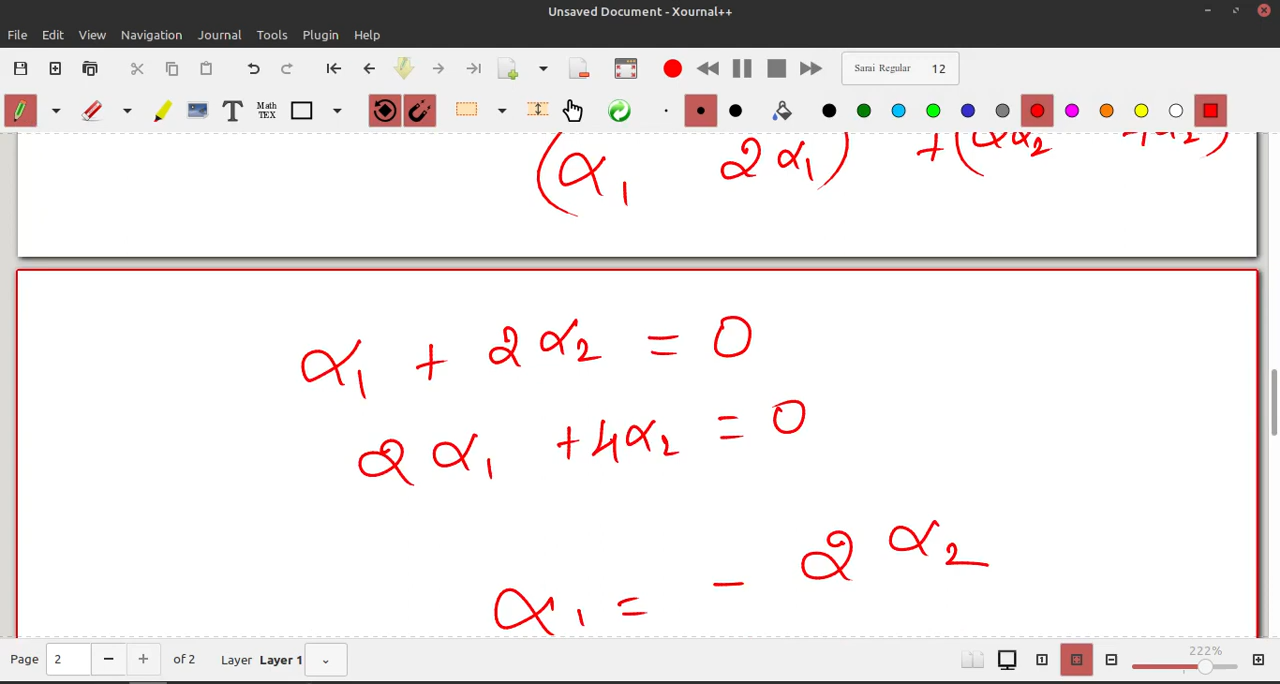 Unsaved Document - Xournal++
File Edit View Navigation Journal Tools Plugin Help
Sarai Regular 12
Math TEX
(α₁ 2α₁) + (
α₁ + 2α₂ = 0
2α₁ + 4α₂ = 0
α₁ = - 2α₂
Page 2 of 2 Layer Layer 1 222%